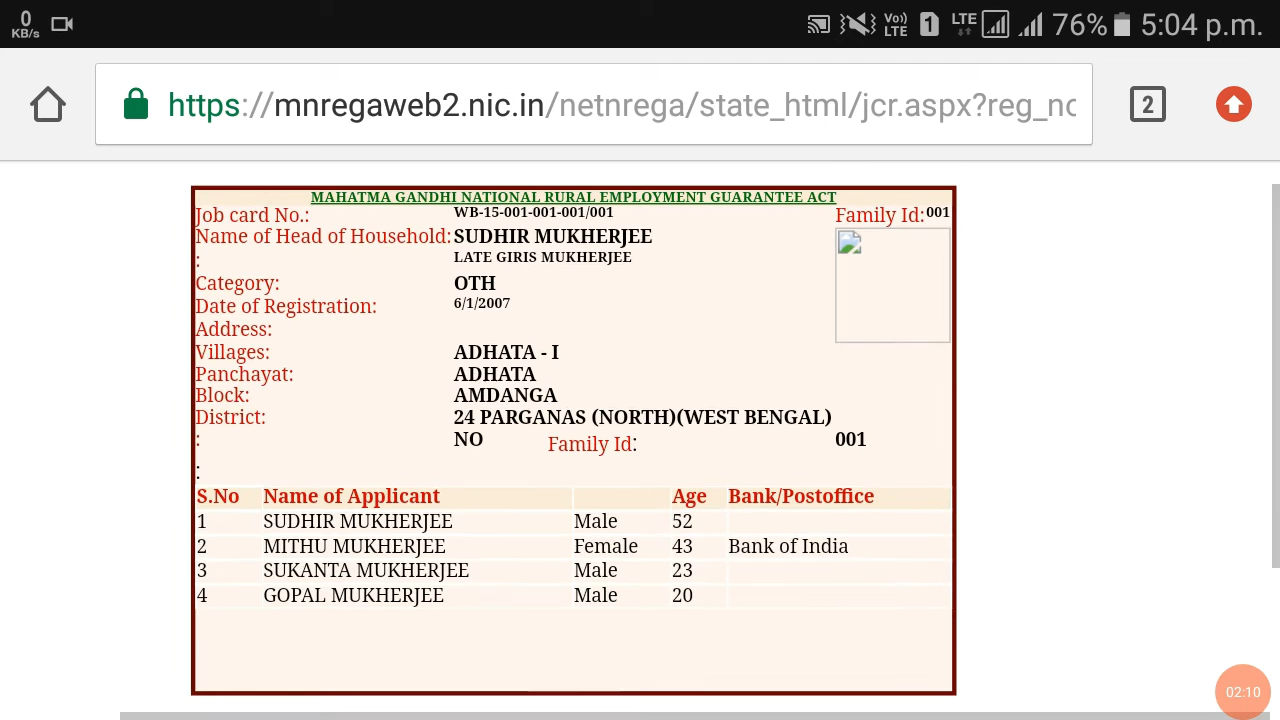 0
KB/s
Vo)
LTE
1
LTE
76%
5:04 p.m.
https://mnregaweb2.nic.in/netnrega/state_html/jcr.aspx?reg_no
2
MAHATMA GANDHI NATIONAL RURAL EMPLOYMENT GUARANTEE ACT
Job card No.: WB-15-001-001-001/001 Family Id: 001
Name of Head of Household: SUDHIR MUKHERJEE
: LATE GIRIS MUKHERJEE
Category: OTH
Date of Registration: 6/1/2007
Address:
Villages: ADHATA - I
Panchayat: ADHATA
Block: AMDANGA
District: 24 PARGANAS (NORTH)(WEST BENGAL)
: NO Family Id: 001
:
S.No Name of Applicant Age Bank/Postoffice
1 SUDHIR MUKHERJEE Male 52
2 MITHU MUKHERJEE Female 43 Bank of India
3 SUKANTA MUKHERJEE Male 23
4 GOPAL MUKHERJEE Male 20
02:10